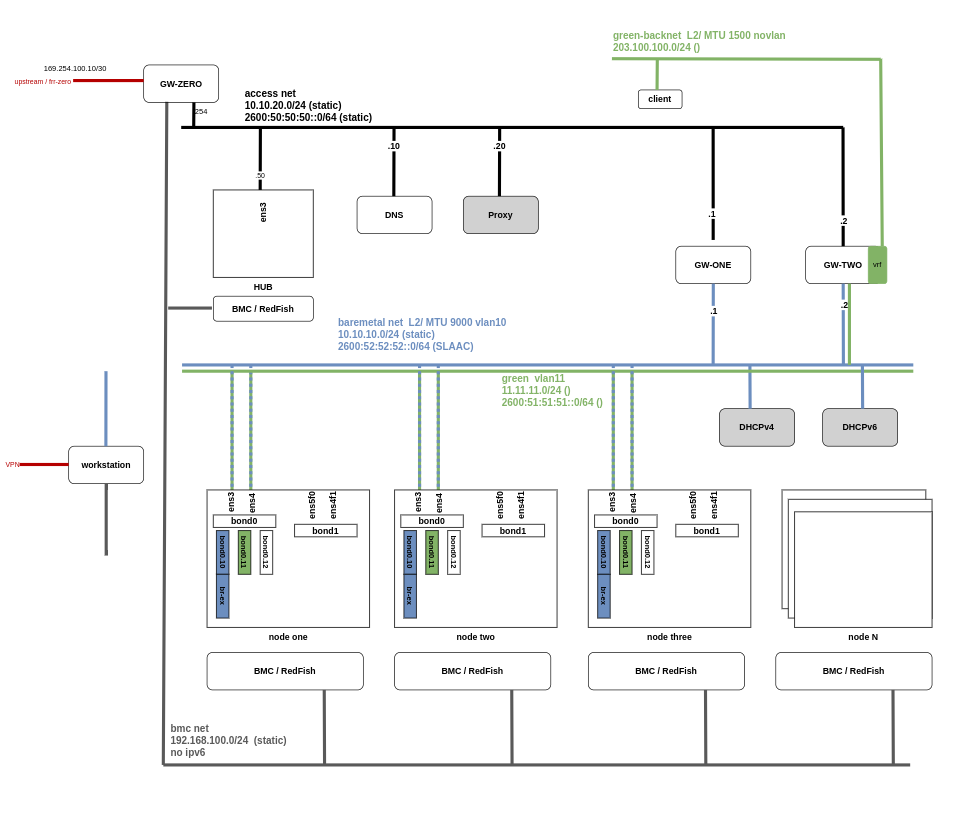 green-backnet  L2/ MTU 1500 novlan
203.100.100.0/24 ()
169.254.100.10/30
upstream / frr-zero
GW-ZERO
.254
access net
10.10.20.0/24 (static)
2600:50:50:50::0/64 (static)
client
.10
.20
.50
ens3
DNS
Proxy
.1
.2
GW-ONE
GW-TWO
vrf
HUB
BMC / RedFish
.1
.2
baremetal net  L2/ MTU 9000 vlan10
10.10.10.0/24 (static)
2600:52:52:52::0/64 (SLAAC)
green  vlan11
11.11.11.0/24 ()
2600:51:51:51::0/64 ()
DHCPv4
DHCPv6
VPN
workstation
ens3
ens4
ens5f0
ens4f1
bond0
bond1
bond0.10
bond0.11
bond0.12
br-ex
node one
ens3
ens4
ens5f0
ens4f1
bond0
bond1
bond0.10
bond0.11
bond0.12
br-ex
node two
ens3
ens4
ens5f0
ens4f1
bond0
bond1
bond0.10
bond0.11
bond0.12
br-ex
node three
node N
BMC / RedFish
BMC / RedFish
BMC / RedFish
BMC / RedFish
bmc net
192.168.100.0/24  (static)
no ipv6